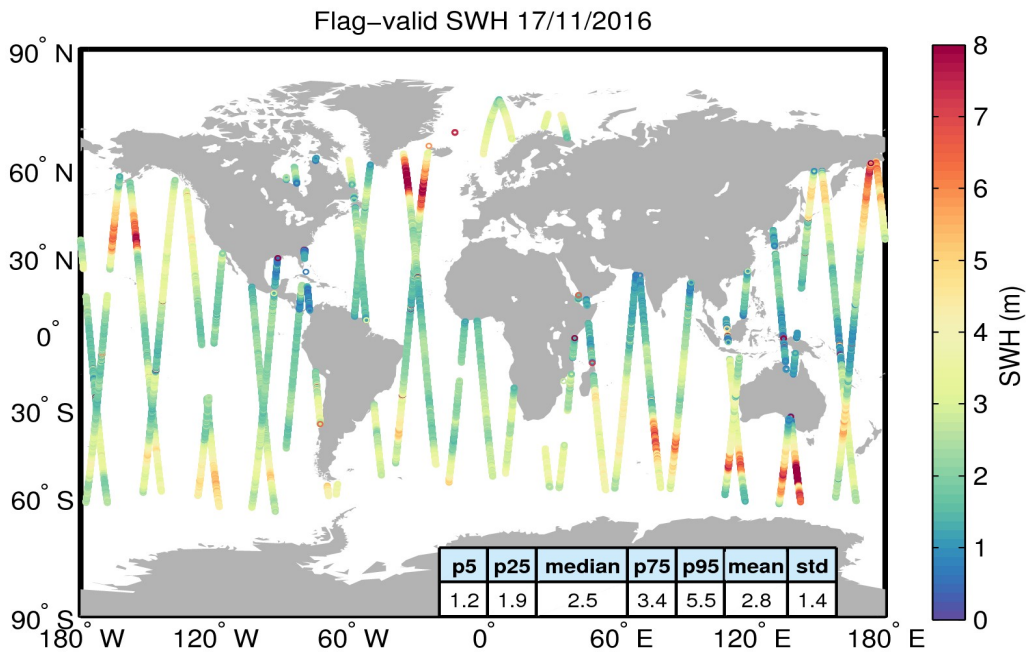 Flag−valid SWH 17/11/2016
90° N
60° N
30° N
0°
30° S
60° S
90° S
180° W
120° W
60° W
0°
60° E
120° E
180° E
p5 p25 median p75 p95 mean std
1.2 1.9 2.5 3.4 5.5 2.8 1.4
8
7
6
5
4
3
2
1
0
SWH (m)